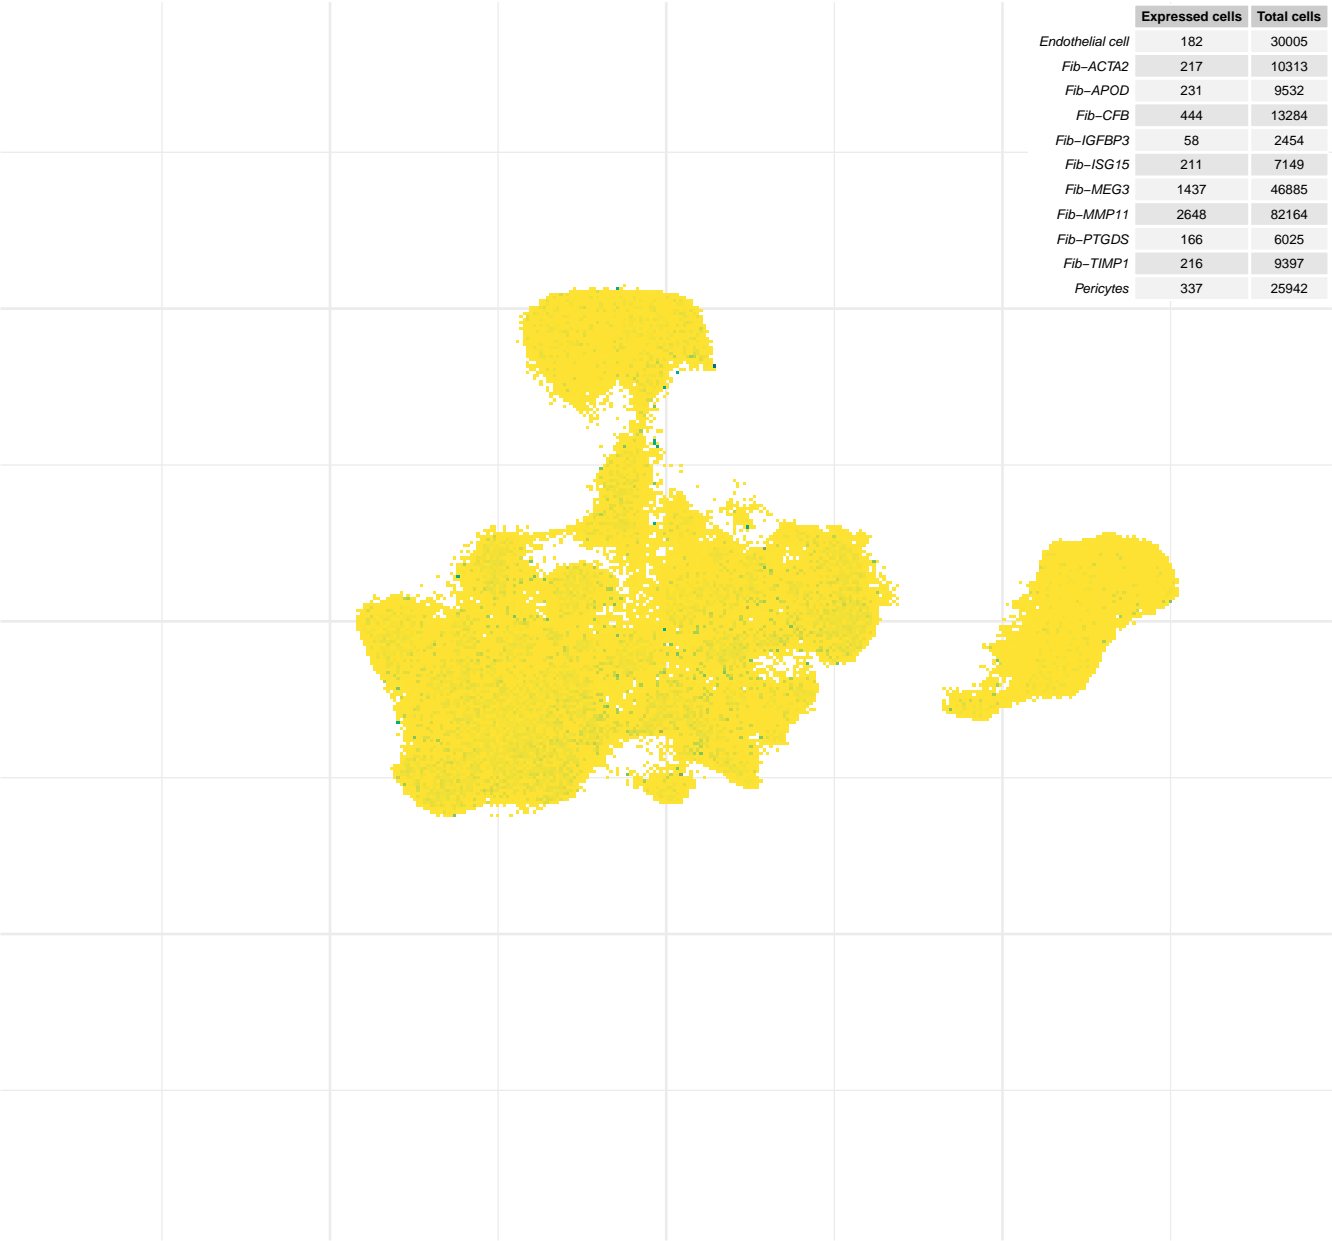 Expressed cells Total cells
Endothelial cell 182 30005
Fib−ACTA2 217 10313
Fib−APOD 231 9532
Fib−CFB 444 13284
Fib−IGFBP3 58 2454
Fib−ISG15 211 7149
Fib−MEG3 1437 46885
Fib−MMP11 2648 82164
Fib−PTGDS 166 6025
Fib−TIMP1 216 9397
Pericytes 337 25942